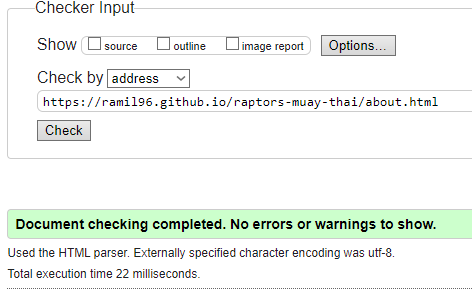 Checker Input
Show source outline image report Options...
Check by address
https://ramil96.github.io/raptors-muay-thai/about.html
Check
Document checking completed. No errors or warnings to show.
Used the HTML parser. Externally specified character encoding was utf-8.
Total execution time 22 milliseconds.